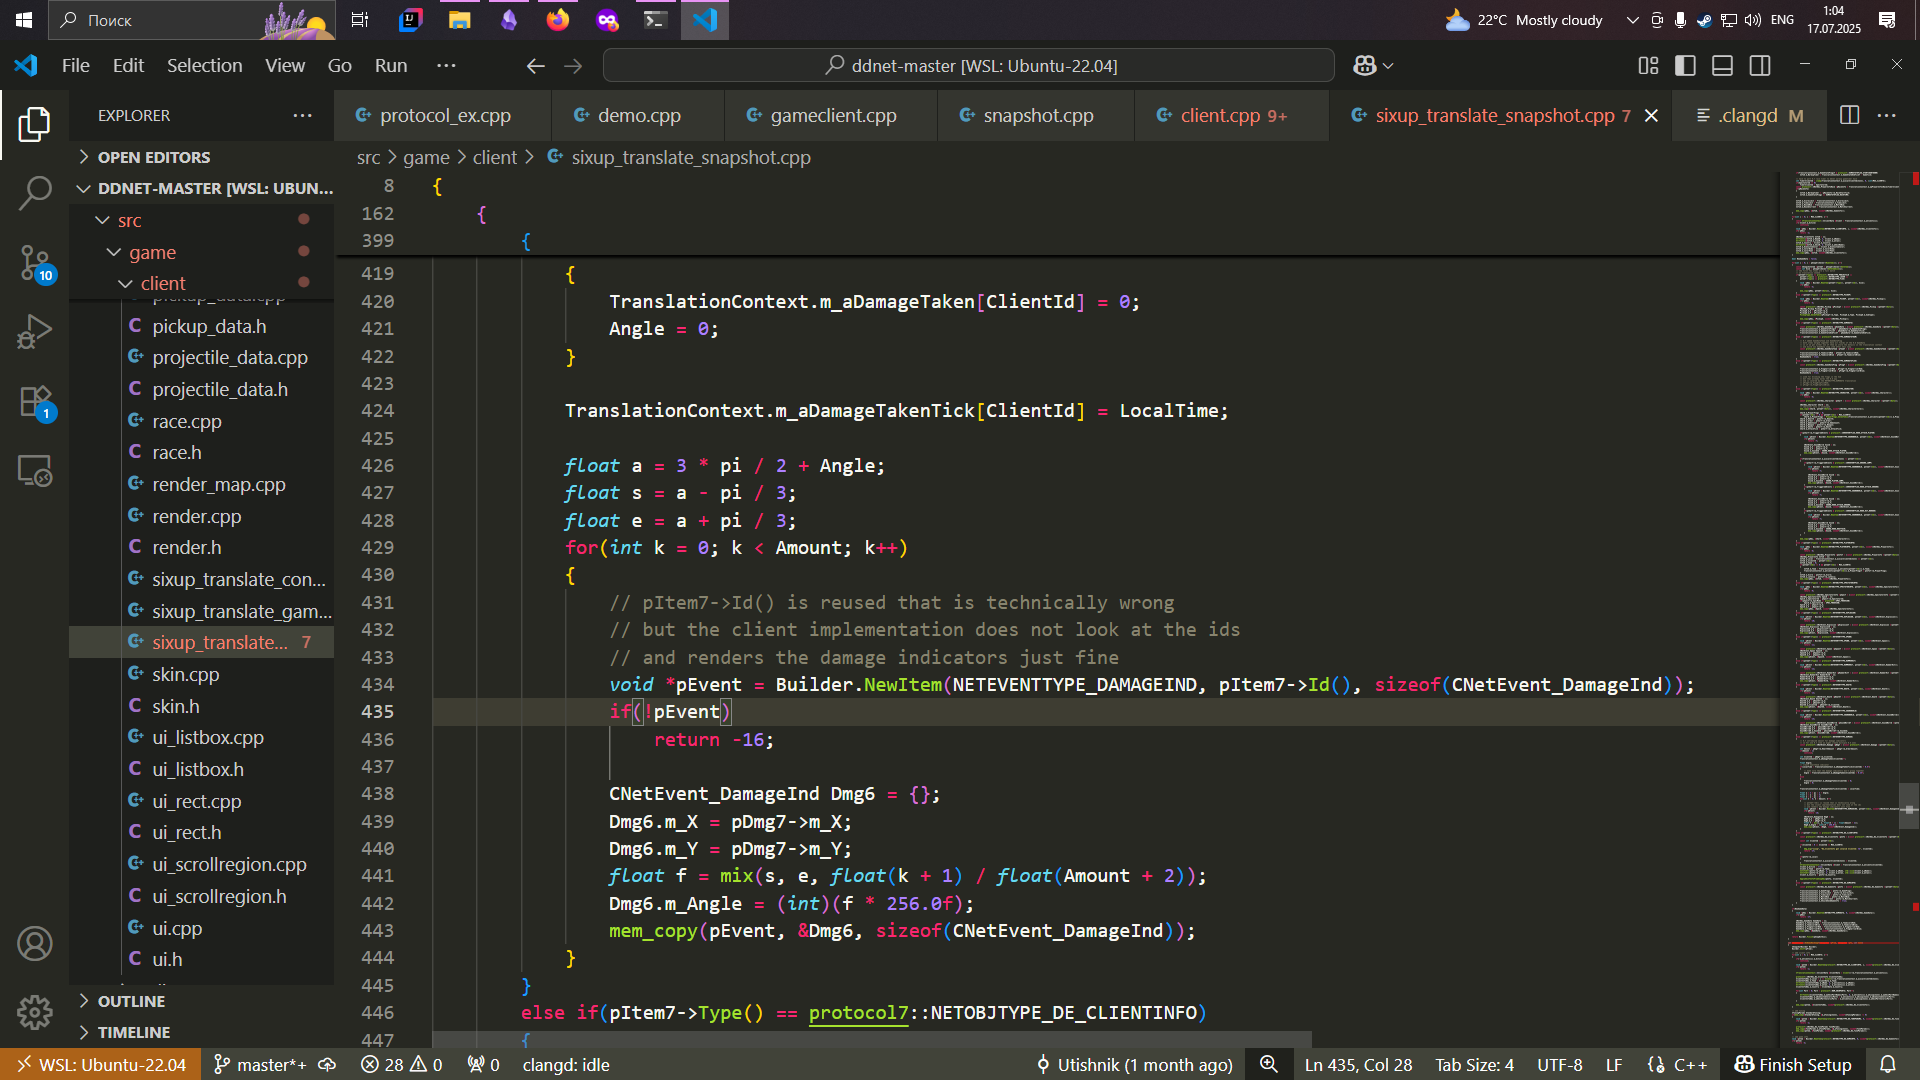 Поиск
22°C Mostly cloudy
ENG
1:04
17.07.2025
File Edit Selection View Go Run ···
ddnet-master [WSL: Ubuntu-22.04]
EXPLORER ···
protocol_ex.cpp
demo.cpp
gameclient.cpp
snapshot.cpp
client.cpp 9+
sixup_translate_snapshot.cpp 7
.clangd M
OPEN EDITORS
DDNET-MASTER [WSL: UBUN...
src
game
client
pickup_data.cpp
pickup_data.h
projectile_data.cpp
projectile_data.h
race.cpp
race.h
render_map.cpp
render.cpp
render.h
sixup_translate_con...
sixup_translate_gam...
sixup_translate... 7
skin.cpp
skin.h
ui_listbox.cpp
ui_listbox.h
ui_rect.cpp
ui_rect.h
ui_scrollregion.cpp
ui_scrollregion.h
ui.cpp
ui.h
OUTLINE
TIMELINE
10
1
src > game > client > sixup_translate_snapshot.cpp
8 {
162 {
399 {
419 {
420 TranslationContext.m_aDamageTaken[ClientId] = 0;
421 Angle = 0;
422 }
423
424 TranslationContext.m_aDamageTakenTick[ClientId] = LocalTime;
425
426 float a = 3 * pi / 2 + Angle;
427 float s = a - pi / 3;
428 float e = a + pi / 3;
429 for(int k = 0; k < Amount; k++)
430 {
431 // pItem7->Id() is reused that is technically wrong
432 // but the client implementation does not look at the ids
433 // and renders the damage indicators just fine
434 void *pEvent = Builder.NewItem(NETEVENTTYPE_DAMAGEIND, pItem7->Id(), sizeof(CNetEvent_DamageInd));
435 if(!pEvent)
436 return -16;
437
438 CNetEvent_DamageInd Dmg6 = {};
439 Dmg6.m_X = pDmg7->m_X;
440 Dmg6.m_Y = pDmg7->m_Y;
441 float f = mix(s, e, float(k + 1) / float(Amount + 2));
442 Dmg6.m_Angle = (int)(f * 256.0f);
443 mem_copy(pEvent, &Dmg6, sizeof(CNetEvent_DamageInd));
444 }
445 }
446 else if(pItem7->Type() == protocol7::NETOBJTYPE_DE_CLIENTINFO)
447 {
WSL: Ubuntu-22.04
master*+
28 0
0
clangd: idle
Utishnik (1 month ago)
Ln 435, Col 28
Tab Size: 4
UTF-8
LF
C++
Finish Setup